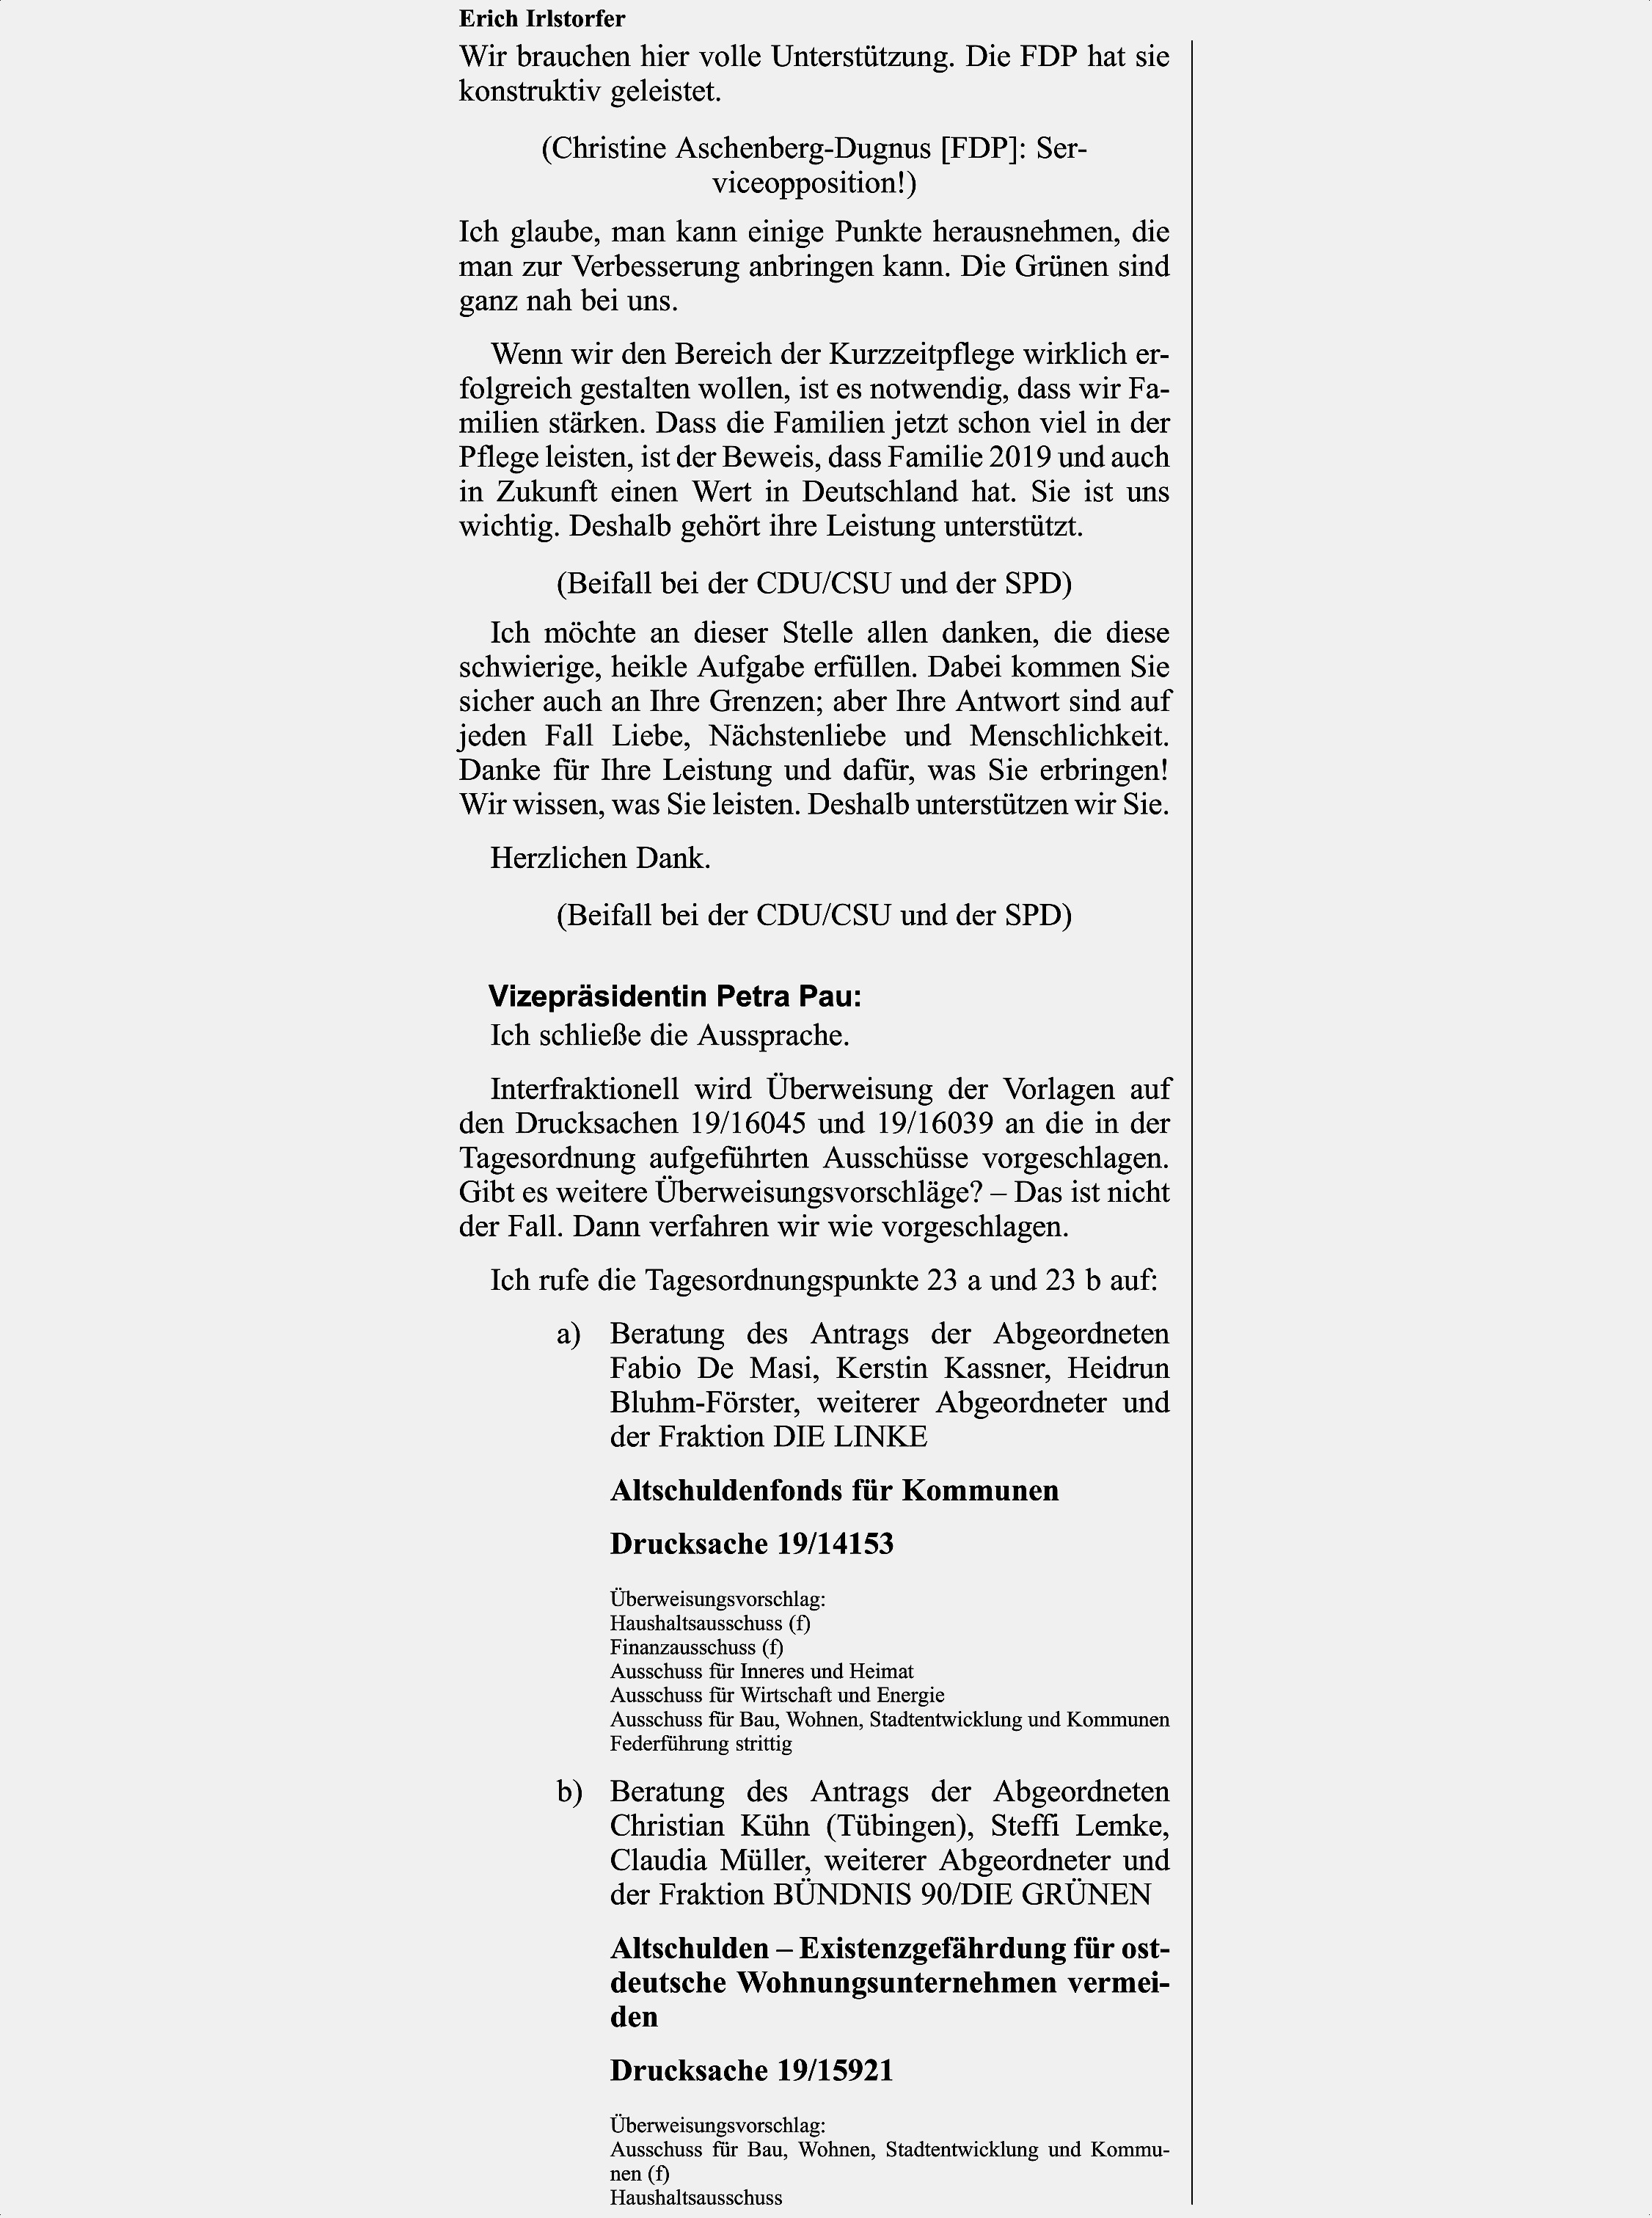 Erich Irlstorfer
Wir brauchen hier volle Unterstützung. Die FDP hat sie
konstruktiv geleistet.
(Christine Aschenberg-Dugnus [FDP]: Ser-
viceopposition!)
Ich glaube, man kann einige Punkte herausnehmen, die
man zur Verbesserung anbringen kann. Die Grünen sind
ganz nah bei uns.
Wenn wir den Bereich der Kurzzeitpflege wirklich er-
folgreich gestalten wollen, ist es notwendig, dass wir Fa-
milien stärken. Dass die Familien jetzt schon viel in der
Pflege leisten, ist der Beweis, dass Familie 2019 und auch
in Zukunft einen Wert in Deutschland hat. Sie ist uns
wichtig. Deshalb gehört ihre Leistung unterstützt.
(Beifall bei der CDU/CSU und der SPD)
Ich möchte an dieser Stelle allen danken, die diese
schwierige, heikle Aufgabe erfüllen. Dabei kommen Sie
sicher auch an Ihre Grenzen; aber Ihre Antwort sind auf
jeden Fall Liebe, Nächstenliebe und Menschlichkeit.
Danke für Ihre Leistung und dafür, was Sie erbringen!
Wir wissen, was Sie leisten. Deshalb unterstützen wir Sie.
Herzlichen Dank.
(Beifall bei der CDU/CSU und der SPD)
Vizepräsidentin Petra Pau:
Ich schließe die Aussprache.
Interfraktionell wird Überweisung der Vorlagen auf
den Drucksachen 19/16045 und 19/16039 an die in der
Tagesordnung aufgeführten Ausschüsse vorgeschlagen.
Gibt es weitere Überweisungsvorschläge? – Das ist nicht
der Fall. Dann verfahren wir wie vorgeschlagen.
Ich rufe die Tagesordnungspunkte 23 a und 23 b auf:
a) Beratung des Antrags der Abgeordneten
Fabio De Masi, Kerstin Kassner, Heidrun
Bluhm-Förster, weiterer Abgeordneter und
der Fraktion DIE LINKE
Altschuldenfonds für Kommunen
Drucksache 19/14153
Überweisungsvorschlag:
Haushaltsausschuss (f)
Finanzausschuss (f)
Ausschuss für Inneres und Heimat
Ausschuss für Wirtschaft und Energie
Ausschuss für Bau, Wohnen, Stadtentwicklung und Kommunen
Federführung strittig
b) Beratung des Antrags der Abgeordneten
Christian Kühn (Tübingen), Steffi Lemke,
Claudia Müller, weiterer Abgeordneter und
der Fraktion BÜNDNIS 90/DIE GRÜNEN
Altschulden – Existenzgefährdung für ost-
deutsche Wohnungsunternehmen vermei-
den
Drucksache 19/15921
Überweisungsvorschlag:
Ausschuss für Bau, Wohnen, Stadtentwicklung und Kommu-
nen (f)
Haushaltsausschuss